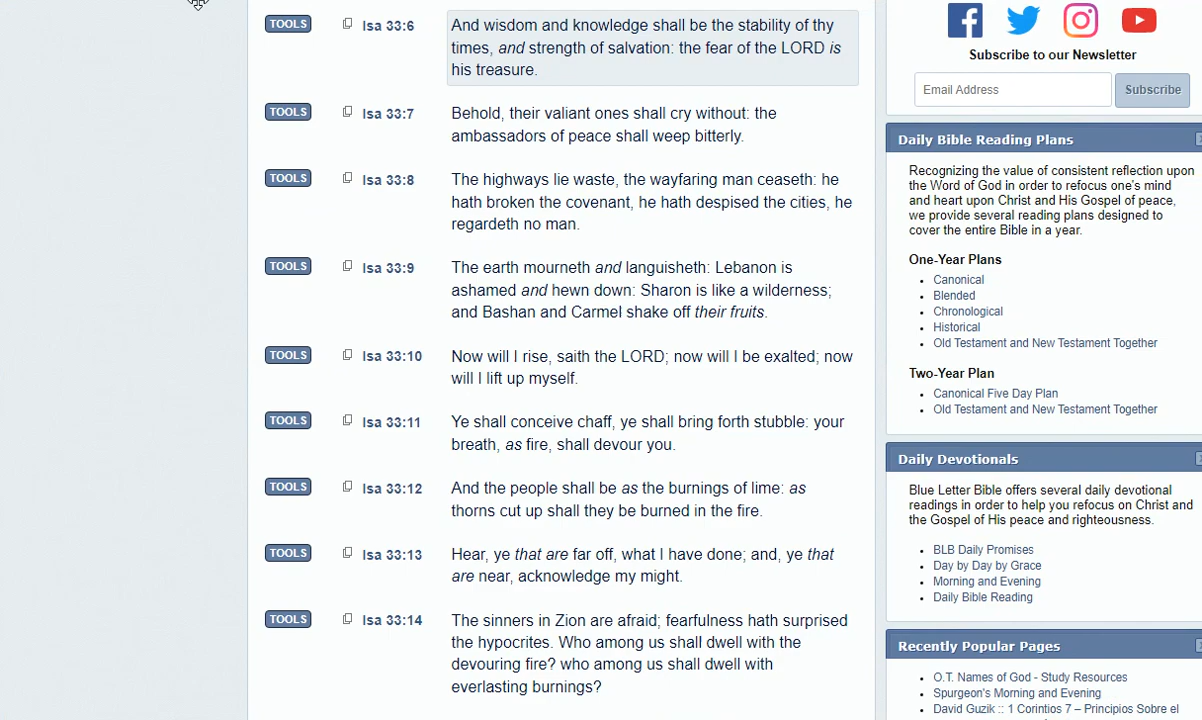 TOOLS Isa 33:6 And wisdom and knowledge shall be the stability of thy
times, and strength of salvation: the fear of the LORD is
his treasure.
TOOLS Isa 33:7 Behold, their valiant ones shall cry without: the
ambassadors of peace shall weep bitterly.
TOOLS Isa 33:8 The highways lie waste, the wayfaring man ceaseth: he
hath broken the covenant, he hath despised the cities, he
regardeth no man.
TOOLS Isa 33:9 The earth mourneth and languisheth: Lebanon is
ashamed and hewn down: Sharon is like a wilderness;
and Bashan and Carmel shake off their fruits.
TOOLS Isa 33:10 Now will I rise, saith the LORD; now will I be exalted; now
will I lift up myself.
TOOLS Isa 33:11 Ye shall conceive chaff, ye shall bring forth stubble: your
breath, as fire, shall devour you.
TOOLS Isa 33:12 And the people shall be as the burnings of lime: as
thorns cut up shall they be burned in the fire.
TOOLS Isa 33:13 Hear, ye that are far off, what I have done; and, ye that
are near, acknowledge my might.
TOOLS Isa 33:14 The sinners in Zion are afraid; fearfulness hath surprised
the hypocrites. Who among us shall dwell with the
devouring fire? who among us shall dwell with
everlasting burnings?
Subscribe to our Newsletter
Email Address Subscribe
Daily Bible Reading Plans
Recognizing the value of consistent reflection upon
the Word of God in order to refocus one's mind
and heart upon Christ and His Gospel of peace,
we provide several reading plans designed to
cover the entire Bible in a year.
One-Year Plans
Canonical
Blended
Chronological
Historical
Old Testament and New Testament Together
Two-Year Plan
Canonical Five Day Plan
Old Testament and New Testament Together
Daily Devotionals
Blue Letter Bible offers several daily devotional
readings in order to help you refocus on Christ and
the Gospel of His peace and righteousness.
BLB Daily Promises
Day by Day by Grace
Morning and Evening
Daily Bible Reading
Recently Popular Pages
O.T. Names of God - Study Resources
Spurgeon's Morning and Evening
David Guzik :: 1 Corintios 7 – Principios Sobre el